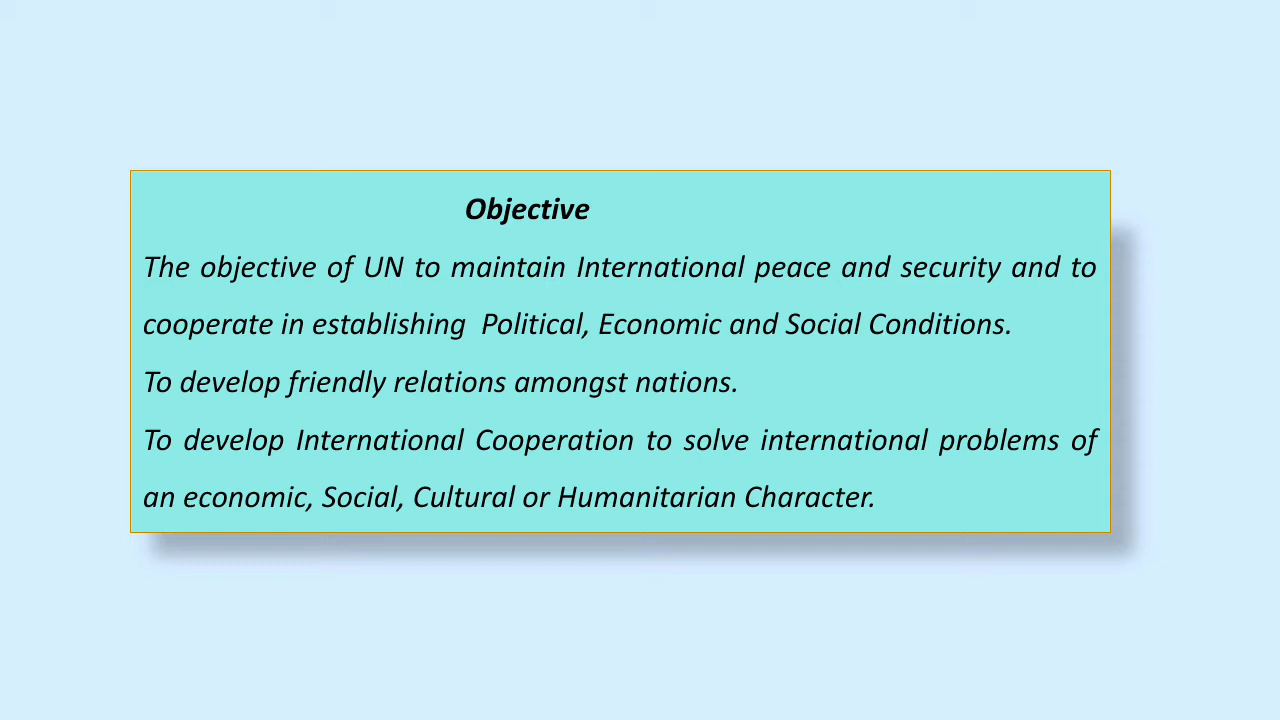 Objective
The objective of UN to maintain International peace and security and to
cooperate in establishing  Political, Economic and Social Conditions.
To develop friendly relations amongst nations.
To develop International Cooperation to solve international problems of
an economic, Social, Cultural or Humanitarian Character.